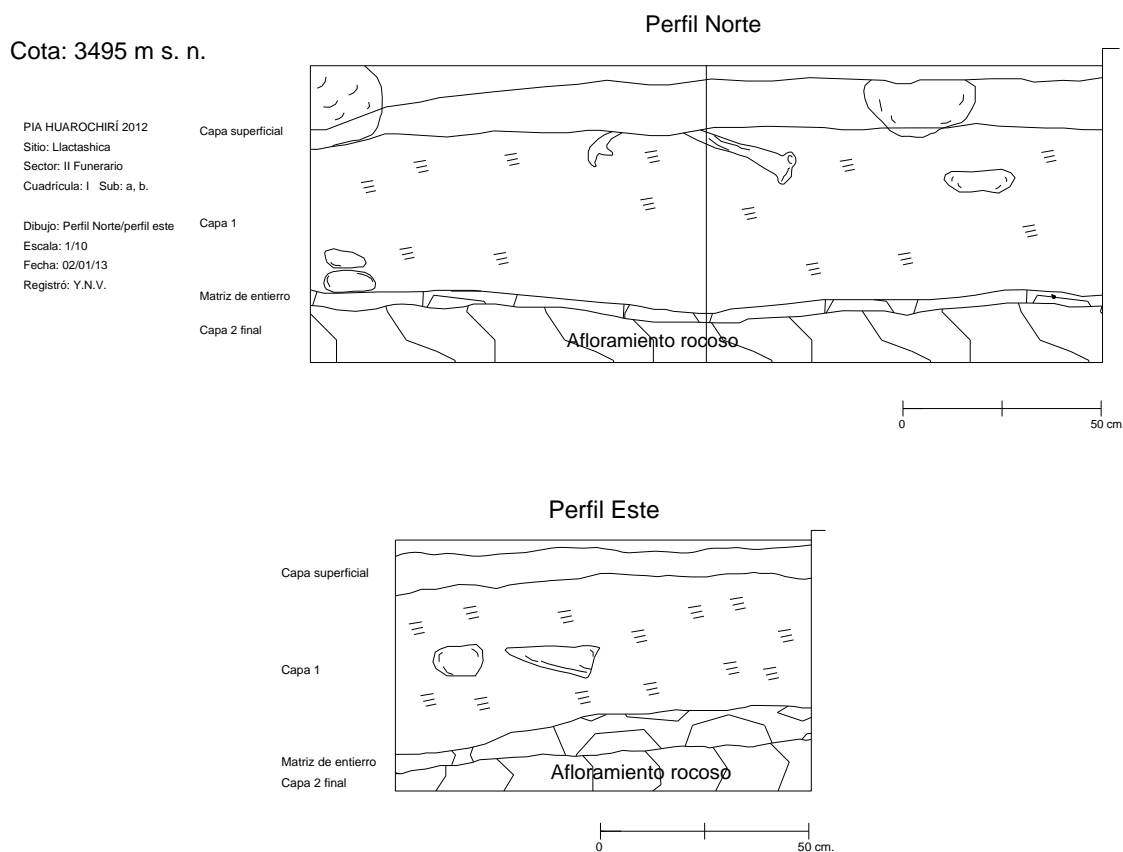 Perfil Norte
Cota: 3495 m s. n.
PIA HUAROCHIRÍ 2012
Sitio: Llactashica
Sector: II Funerario
Cuadrícula: I Sub: a, b.
Dibujo: Perfil Norte/perfil este
Escala: 1/10
Fecha: 02/01/13
Registró: Y.N.V.
Capa superficial
Capa 1
Matriz de entierro
Capa 2 final
Afloramiento rocoso
0 50 cm
Perfil Este
Capa superficial
Capa 1
Matriz de entierro
Capa 2 final
Afloramiento rocoso
0 50 cm.